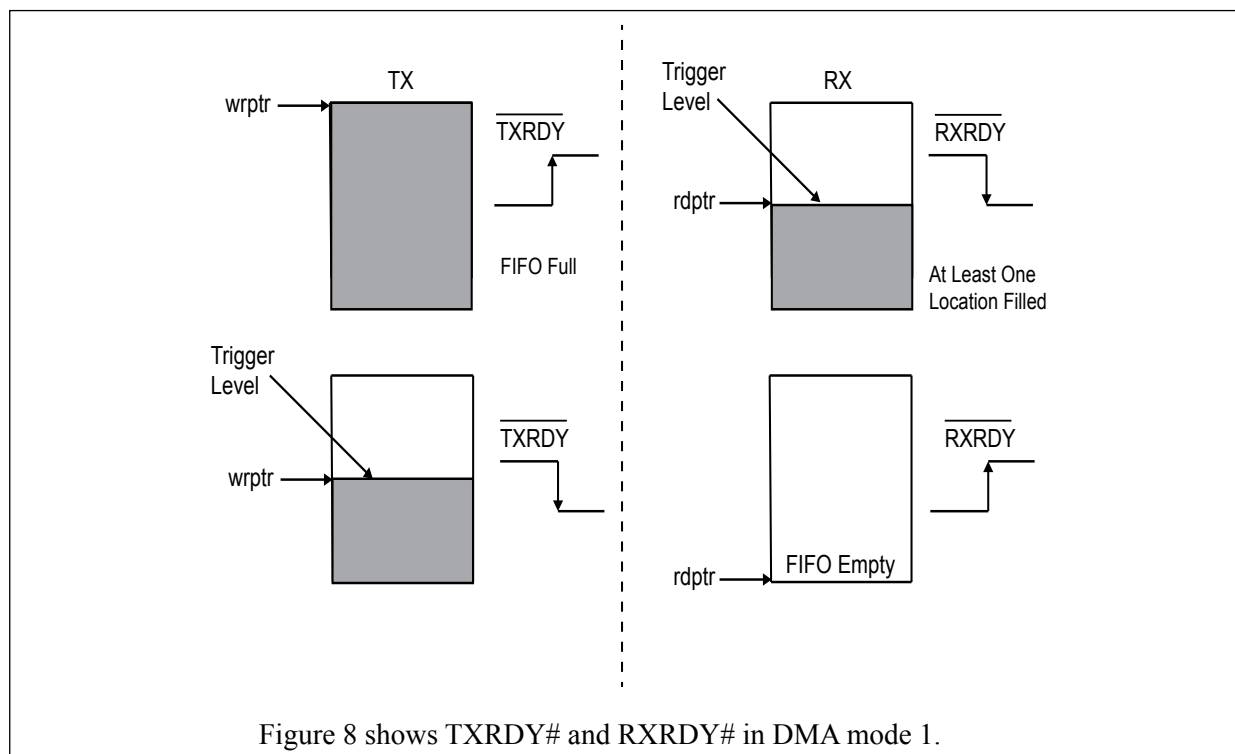 TX
wrptr
TXRDY
FIFO Full
Trigger
Level
TXRDY
wrptr
Trigger
Level
RX
RXRDY
rdptr
At Least One
Location Filled
RXRDY
FIFO Empty
rdptr
Figure 8 shows TXRDY# and RXRDY# in DMA mode 1.